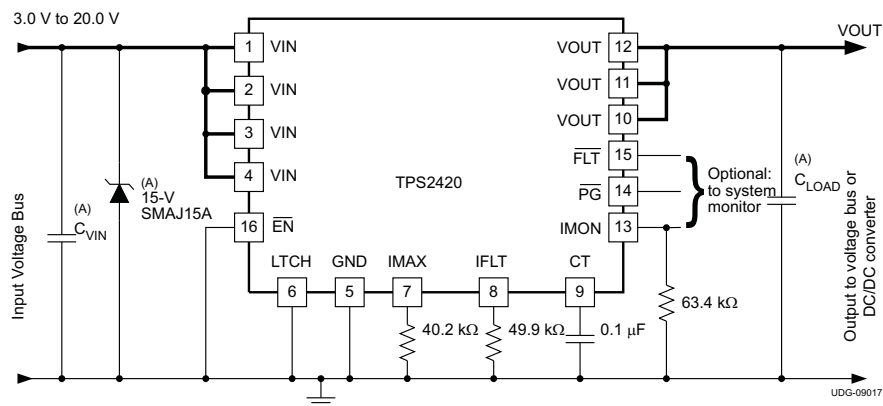 3.0 V to 20.0 V
VOUT
1 VIN
VOUT 12
2 VIN
VOUT 11
3 VIN
VOUT 10
4 VIN
FLT 15
TPS2420
PG 14
16 EN
IMON 13
Optional:
to system
monitor
(A)
15-V
SMAJ15A
(A)
CVIN
(A)
CLOAD
LTCH GND IMAX IFLT CT
6 5 7 8 9
40.2 kΩ 49.9 kΩ 0.1 μF
63.4 kΩ
Input Voltage Bus
Output to voltage bus or
DC/DC converter
UDG-09017